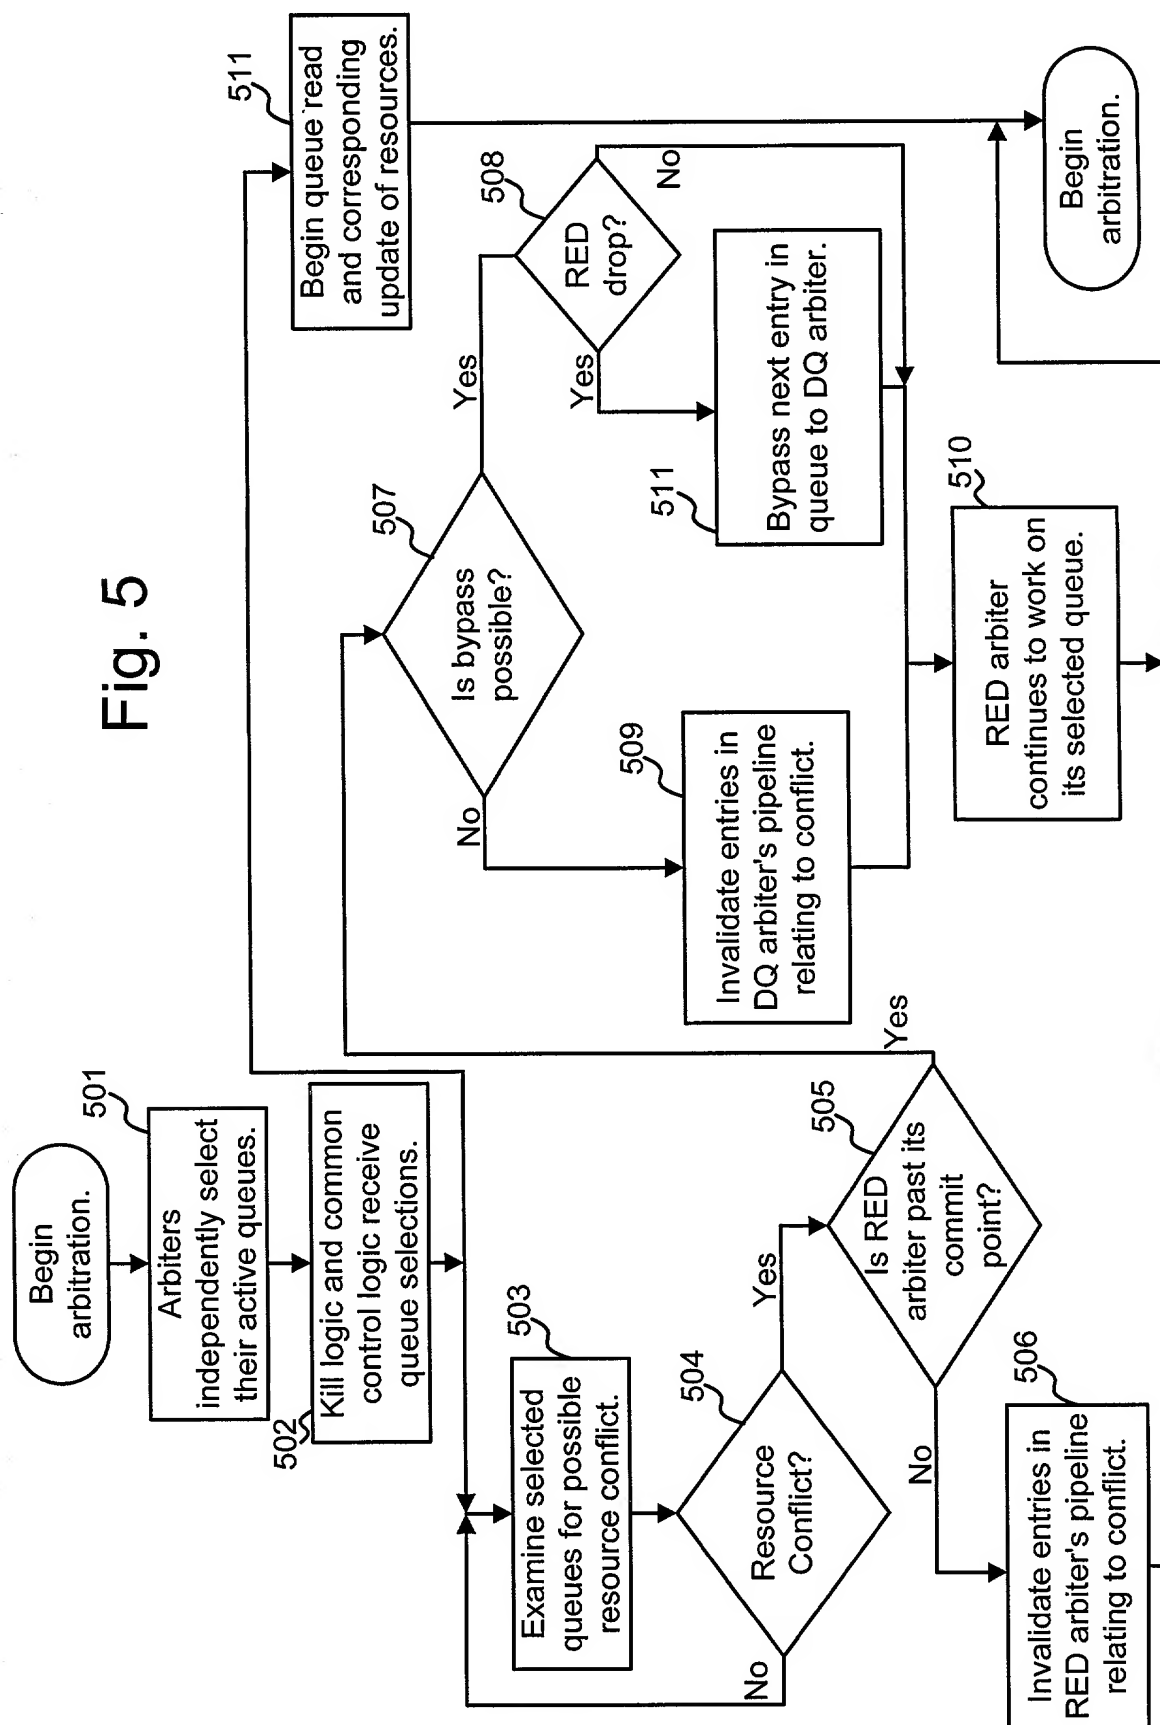 Fig. 5
Begin
arbitration.
501
Arbiters
independently select
their active queues.
502
Kill logic and common
control logic receive
queue selections.
503
Examine selected
queues for possible
resource conflict.
504
Resource
Conflict?
No
Yes
505
Is RED
arbiter past its
commit
point?
No
Yes
506
Invalidate entries in
RED arbiter's pipeline
relating to conflict.
507
Is bypass
possible?
No
Yes
509
Invalidate entries in
DQ arbiter's pipeline
relating to conflict.
508
RED
drop?
Yes
No
511
Bypass next entry in
queue to DQ arbiter.
510
RED arbiter
continues to work on
its selected queue.
511
Begin queue read
and corresponding
update of resources.
Begin
arbitration.